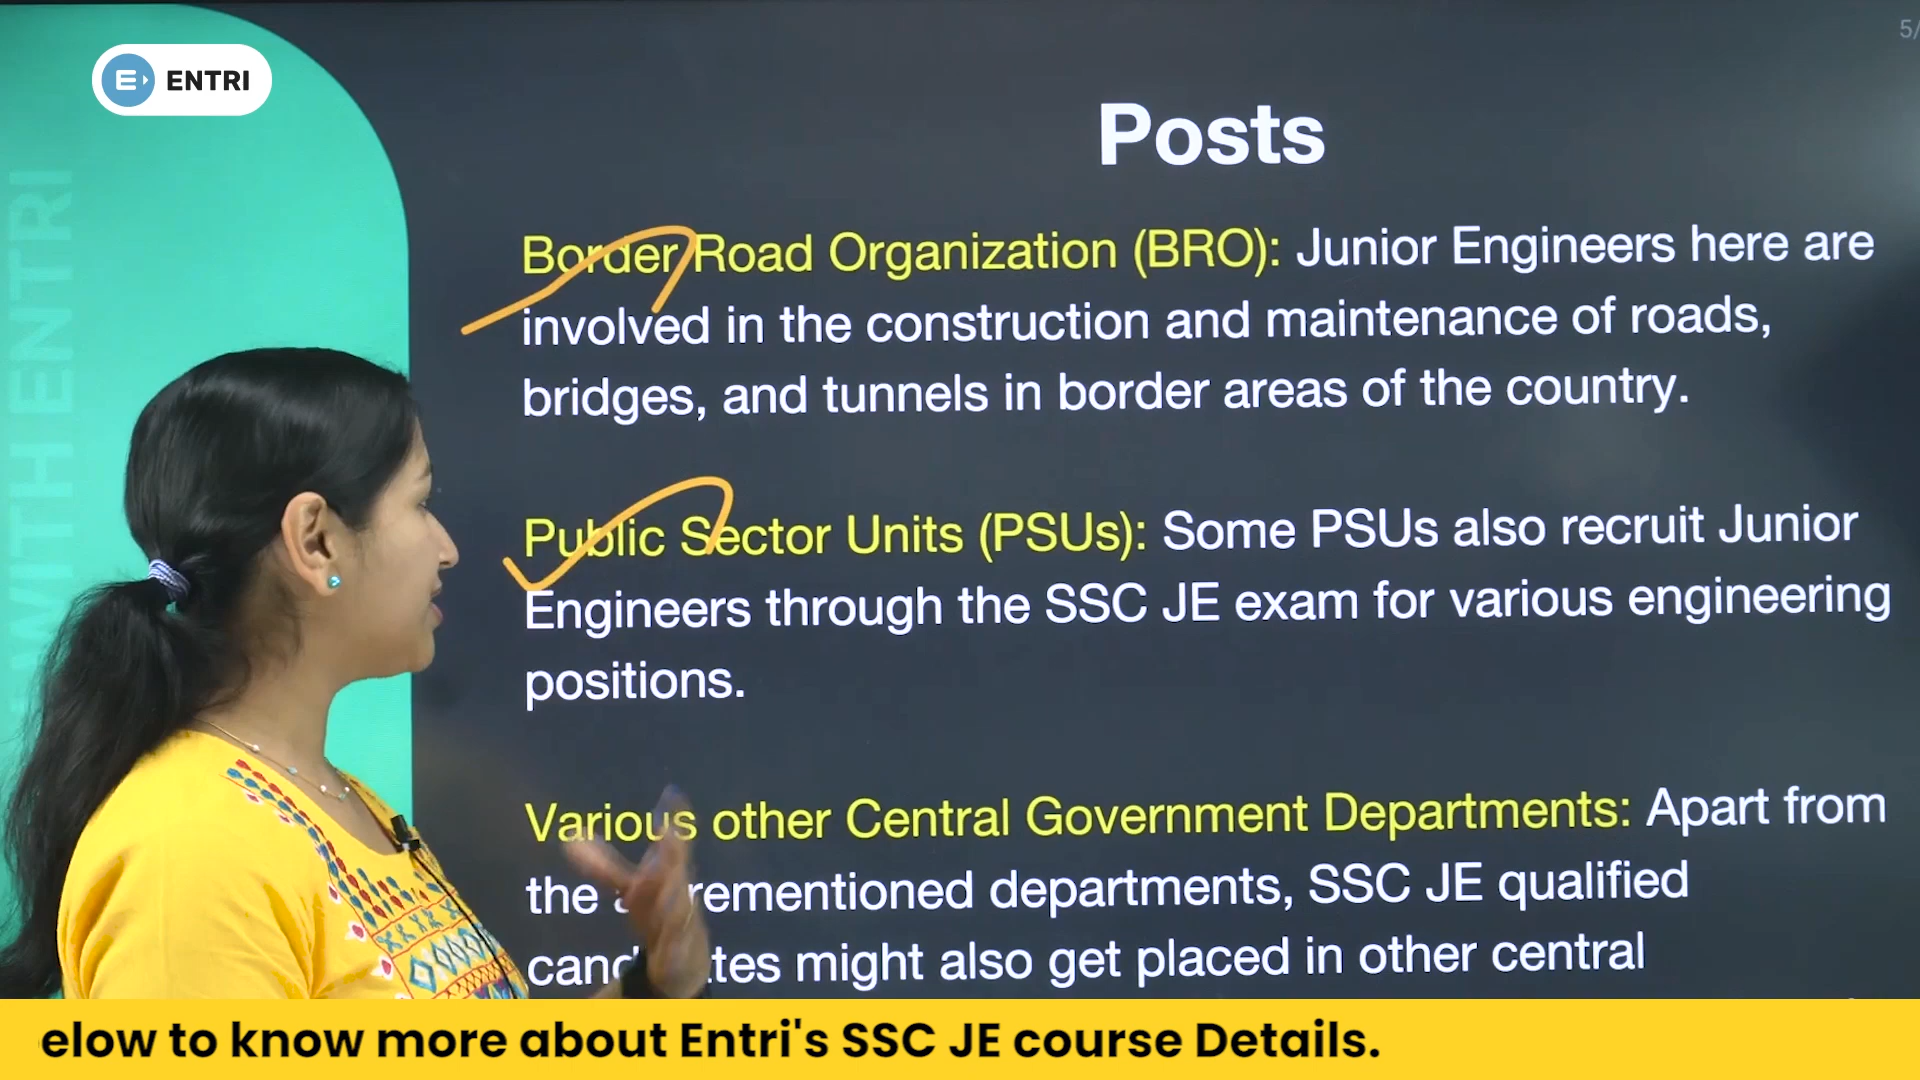 ENTRI
WITH ENTRI
5/
Posts
Border Road Organization (BRO): Junior Engineers here are
involved in the construction and maintenance of roads,
bridges, and tunnels in border areas of the country.
Public Sector Units (PSUs): Some PSUs also recruit Junior
Engineers through the SSC JE exam for various engineering
positions.
Various other Central Government Departments: Apart from
the rementioned departments, SSC JE qualified
tes might also get placed in other central
elow to know more about Entri's SSC JE course Details.